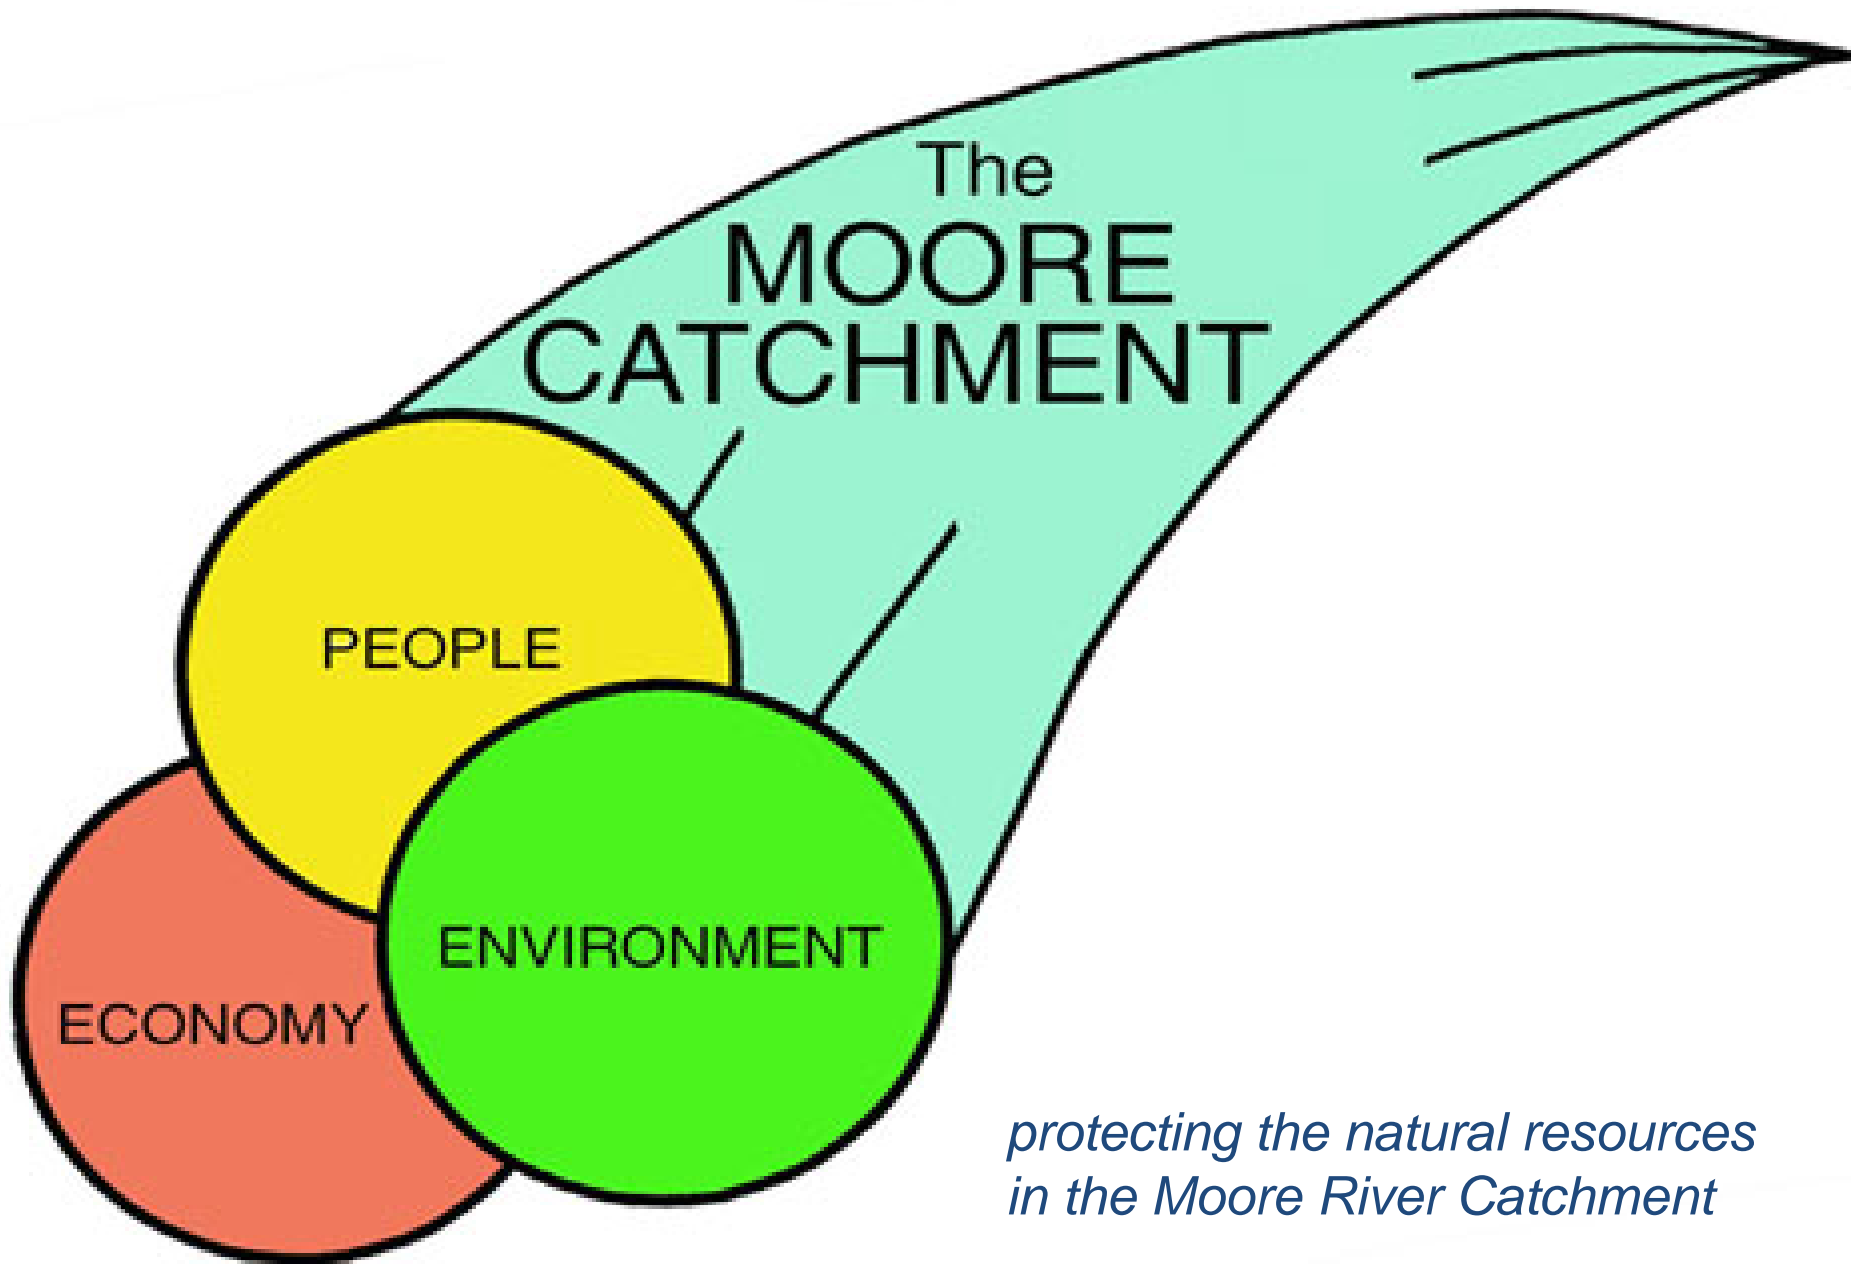 The
MOORE
CATCHMENT
PEOPLE
ENVIRONMENT
ECONOMY
protecting the natural resources
in the Moore River Catchment